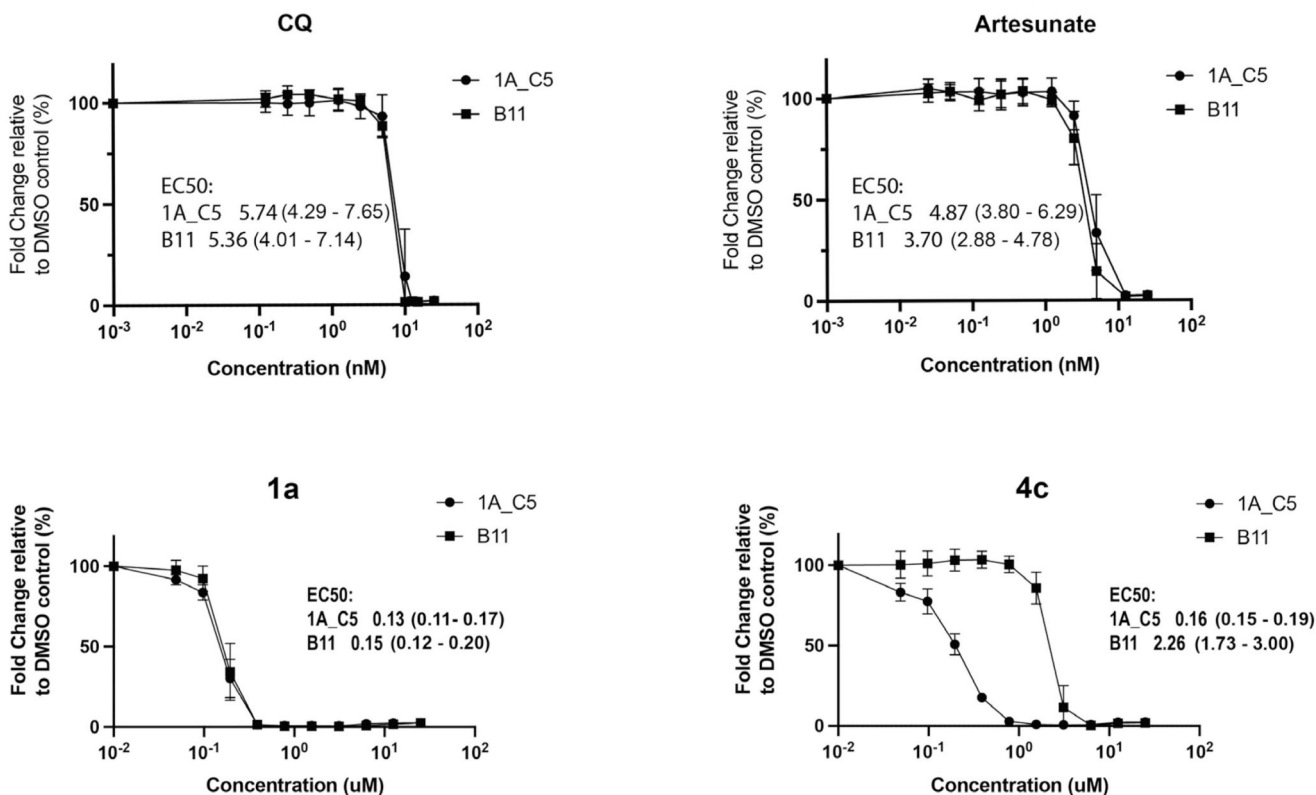 CQ
1A_C5
B11
Fold Change relative
to DMSO control (%)
100
50
0
EC50:
1A_C5 5.74 (4.29 - 7.65)
B11 5.36 (4.01 - 7.14)
10-3 10-1 100 101 102
Concentration (nM)
Artesunate
1A_C5
B11
Fold Change relative
to DMSO control (%)
100
50
0
EC50:
1A_C5 4.87 (3.80 - 6.29)
B11 3.70 (2.88 - 4.78)
10-3 10-2 10-1 100 101 102
Concentration (nM)
1a
1A_C5
B11
Fold Change relative
to DMSO control (%)
100
50
0
EC50:
1A_C5 0.13 (0.11- 0.17)
B11 0.15 (0.12 - 0.20)
10-2 10-1 100 101 102
Concentration (uM)
4c
1A_C5
B11
Fold Change relative
to DMSO control (%)
100
50
0
EC50:
1A_C5 0.16 (0.15 - 0.19)
B11 2.26 (1.73 - 3.00)
10-2 10-1 100 101 102
Concentration (uM)